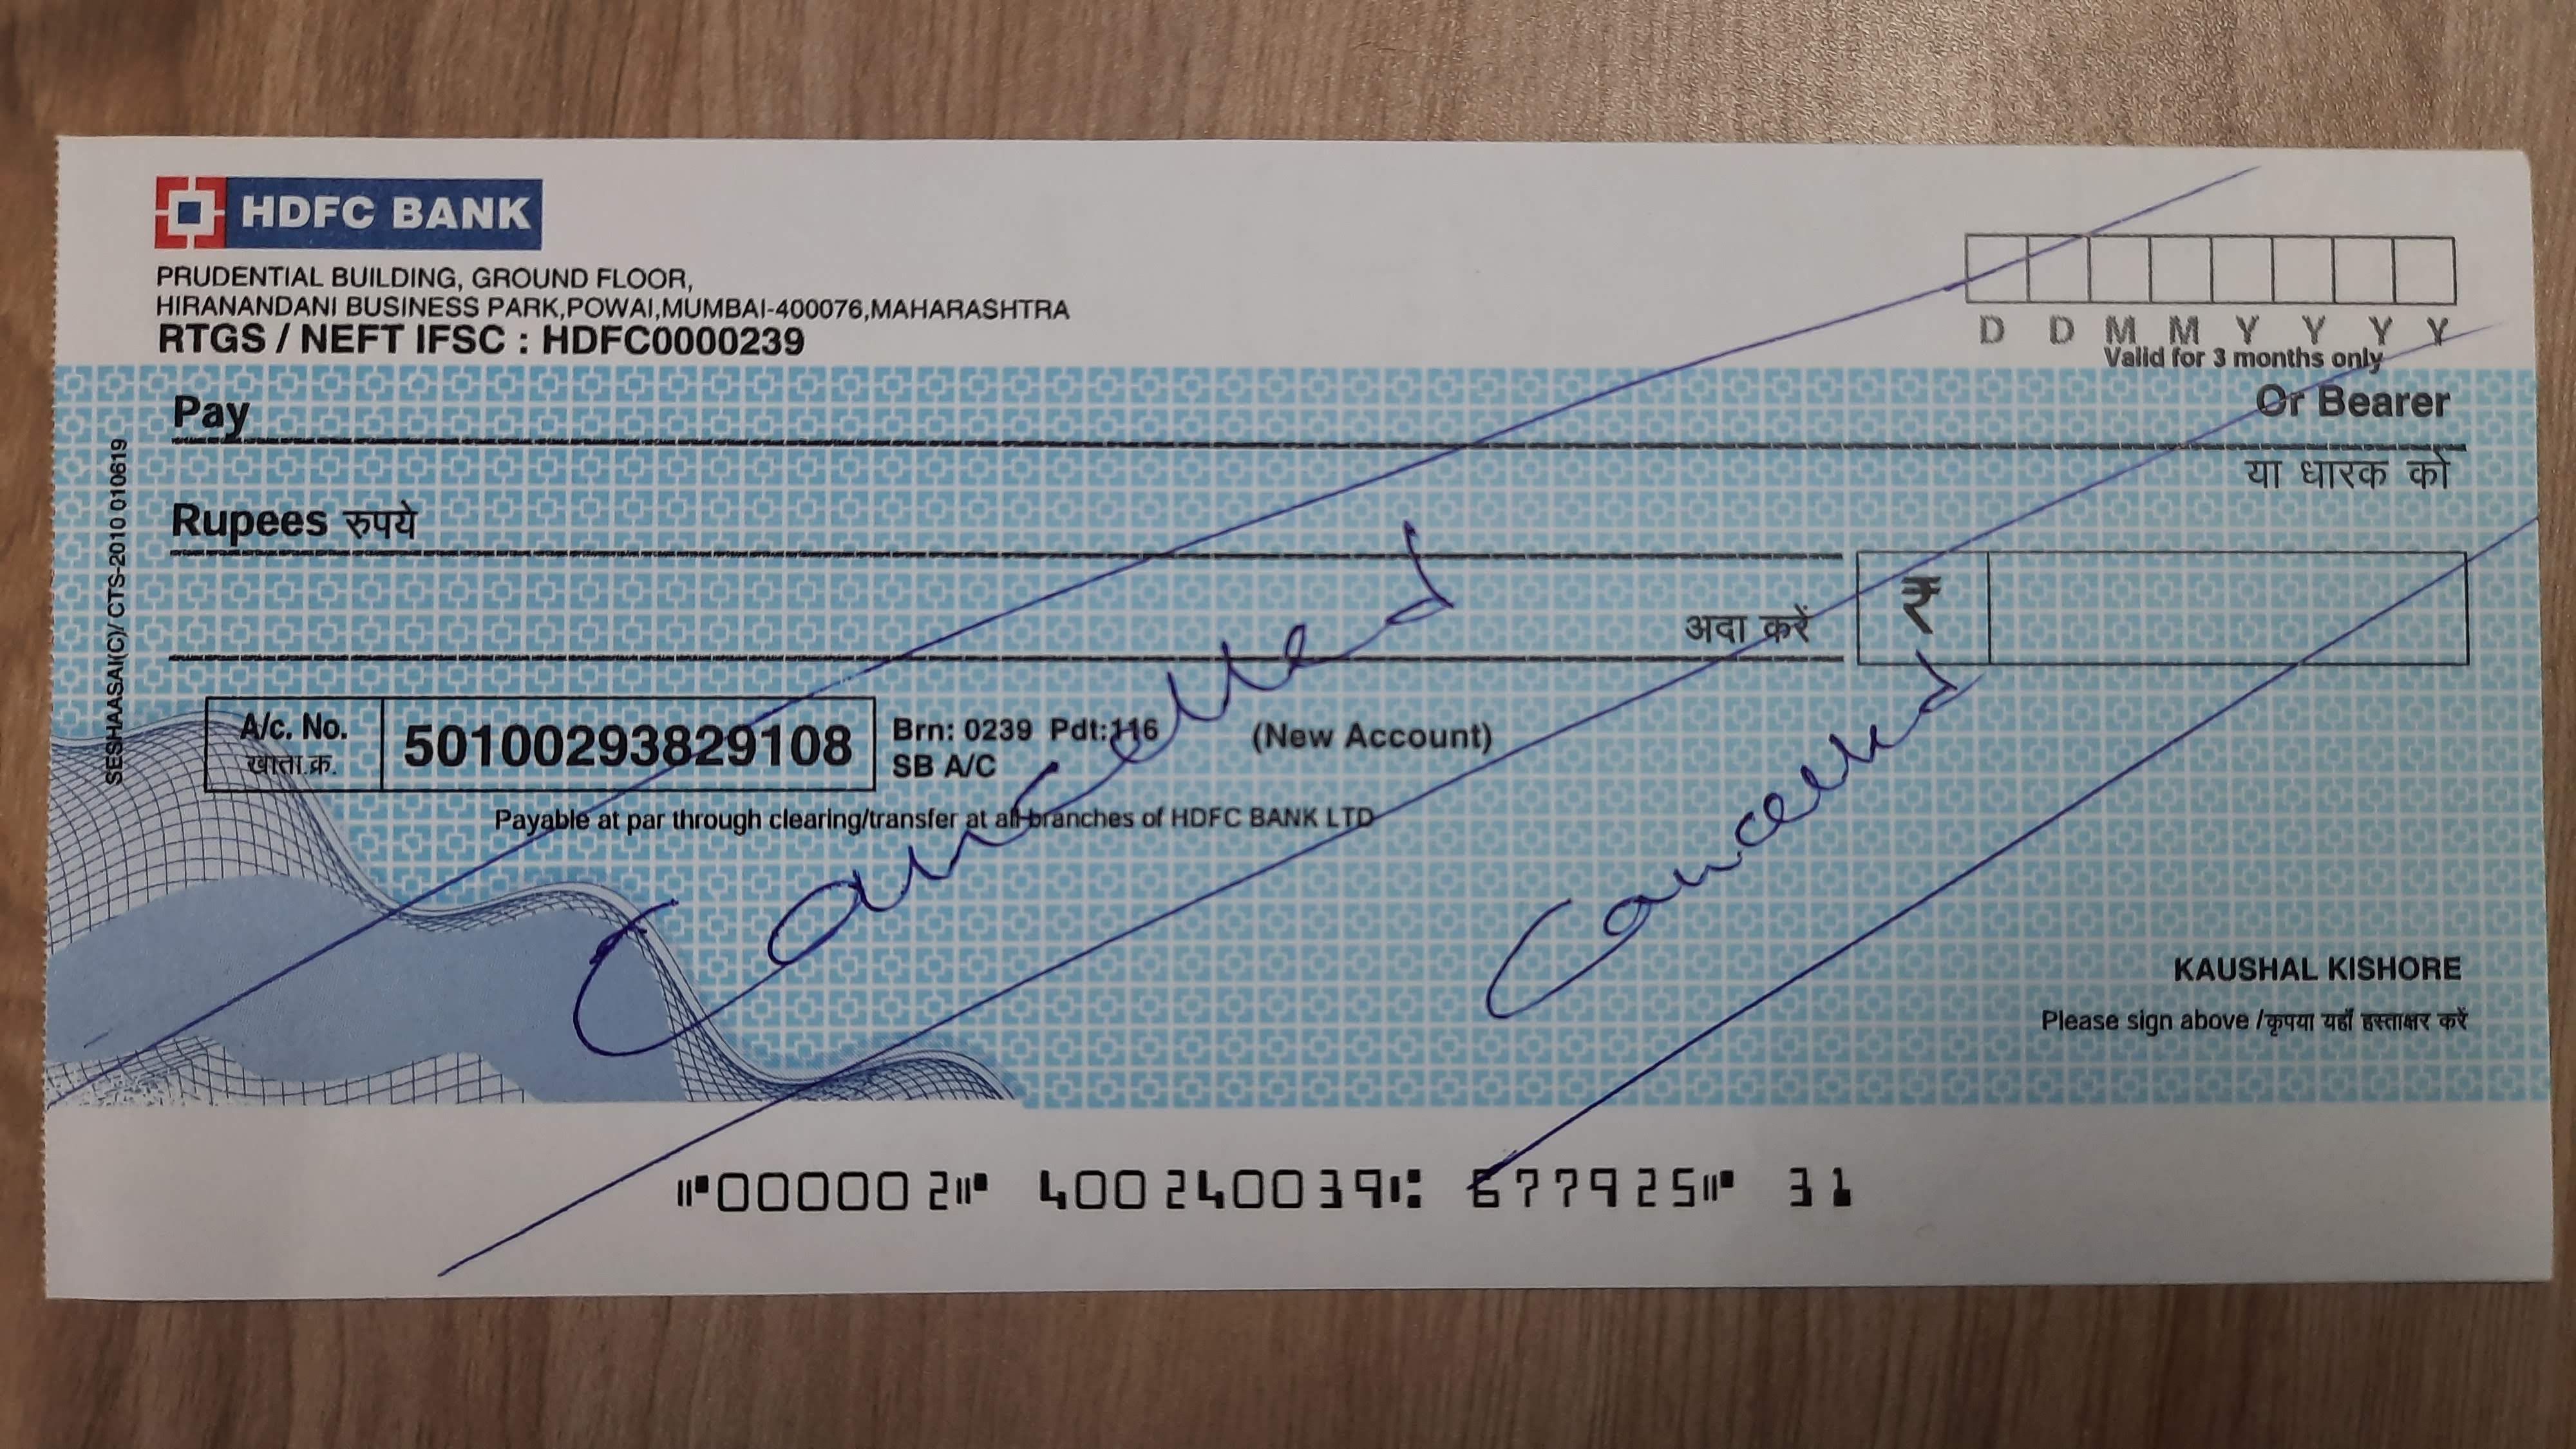 HDFC BANK
PRUDENTIAL BUILDING, GROUND FLOOR,
HIRANANDANI BUSINESS PARK,POWAI,MUMBAI-400076,MAHARASHTRA
RTGS / NEFT IFSC : HDFC0000239
D D M M Y Y Y Y
Valid for 3 months only
Pay
Or Bearer
या धारक को
Rupees रुपये
अदा करें
₹
A/c. No.
खाता.क्र.
50100293829108
Brn: 0239 Pdt:116
SB A/C
(New Account)
Payable at par through clearing/transfer at all branches of HDFC BANK LTD
Cancelled
Cancelled
KAUSHAL KISHORE
Please sign above /कृपया यहाँ हस्ताक्षर करें
SESHAASAI(C)/ CTS-2010 010619
⑈000002⑈ 400240039⑆ 677925⑈ 31